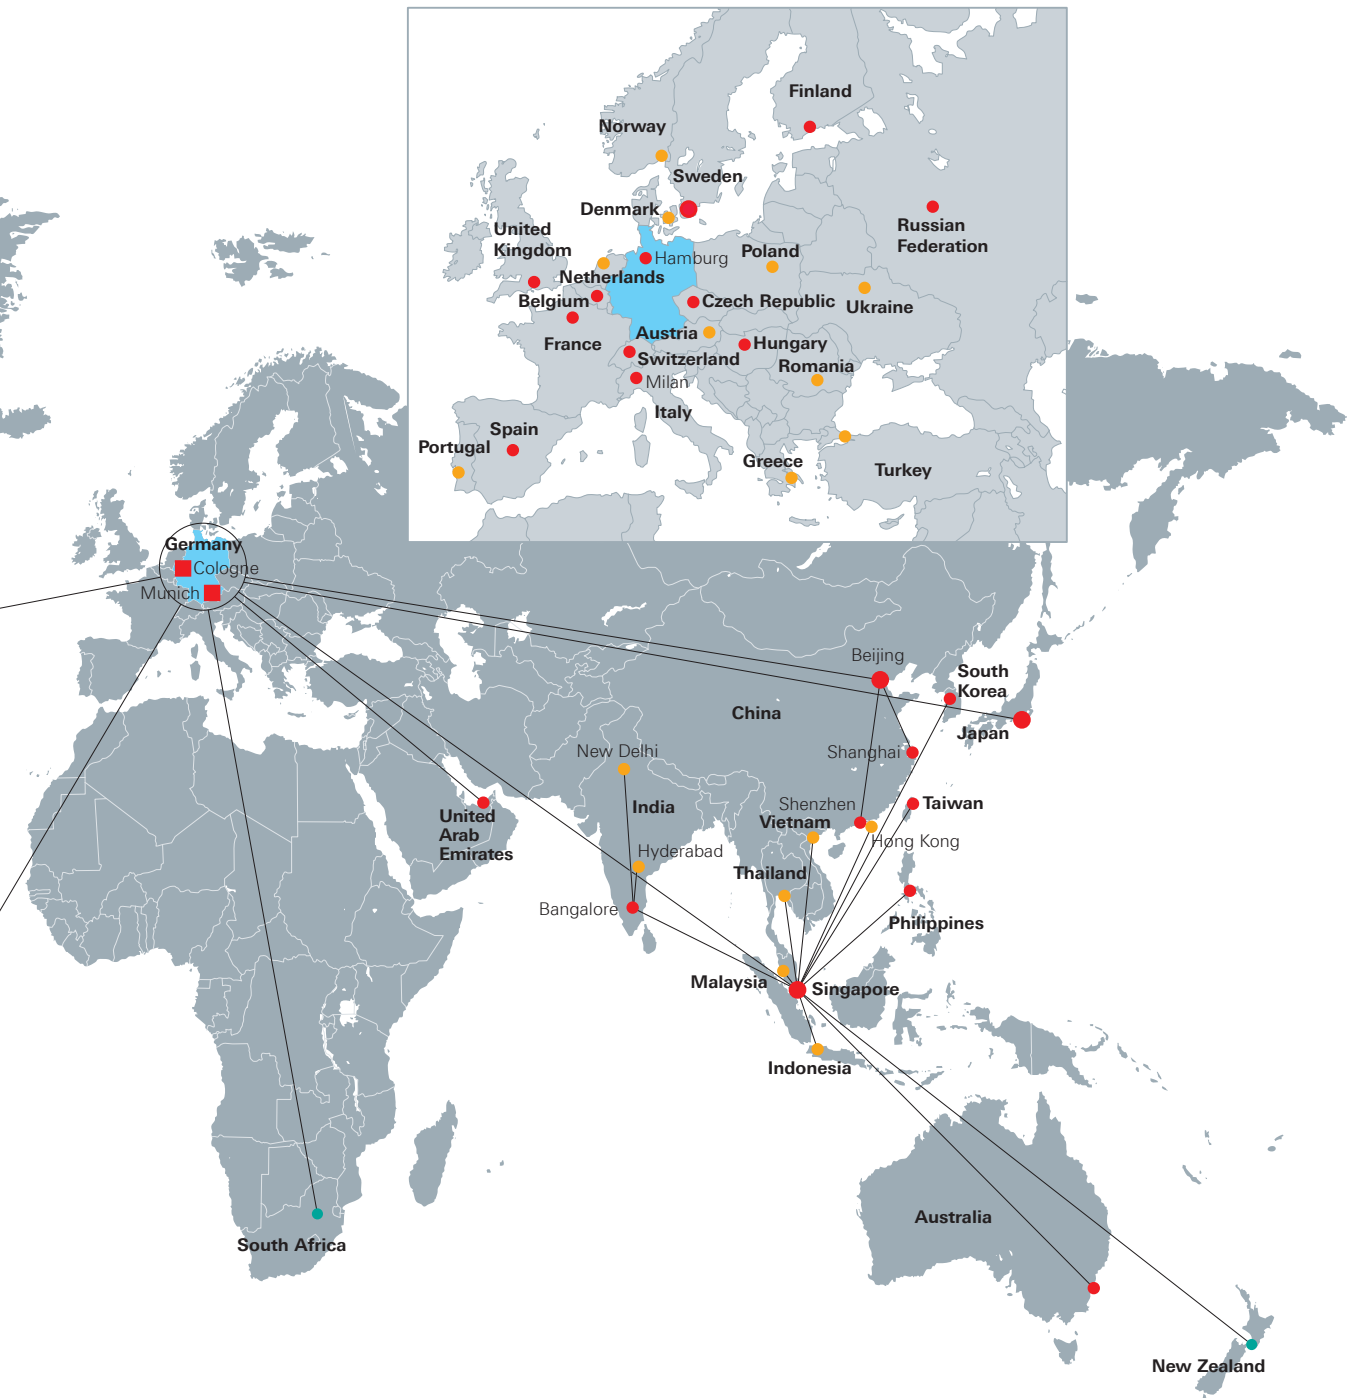 Finland
Norway
Sweden
Denmark
United
Kingdom
Russian
Federation
Hamburg
Poland
Netherlands
Belgium
Czech Republic
Ukraine
Austria
France
Hungary
Switzerland
Romania
Milan
Italy
Spain
Portugal
Greece
Turkey
Germany
Cologne
Munich
Beijing
South
Korea
China
Japan
Shanghai
New Delhi
India
United
Arab
Emirates
Shenzhen
Taiwan
Vietnam
Hong Kong
Hyderabad
Thailand
Bangalore
Philippines
Malaysia
Singapore
Indonesia
Australia
South Africa
New Zealand